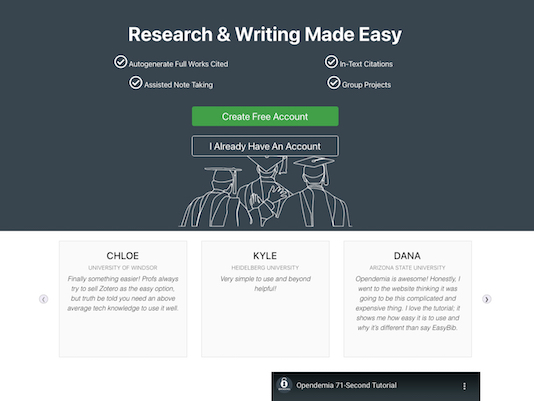 Research & Writing Made Easy
Autogenerate Full Works Cited
In-Text Citations
Assisted Note Taking
Group Projects
Create Free Account
I Already Have An Account
CHLOE
UNIVERSITY OF WINDSOR
Finally something easier! Profs always
try to sell Zotero as the easy option,
but truth be told you need an above
average tech knowledge to use it well.
KYLE
HEIDELBERG UNIVERSITY
Very simple to use and beyond
helpful!
DANA
ARIZONA STATE UNIVERSITY
Opendemia is awesome! Honestly, I
went to the website thinking it was
going to be this complicated and
expensive thing. I love the tutorial; it
shows me how easy it is to use and
why it's different than say EasyBib.
Opendemia 71-Second Tutorial